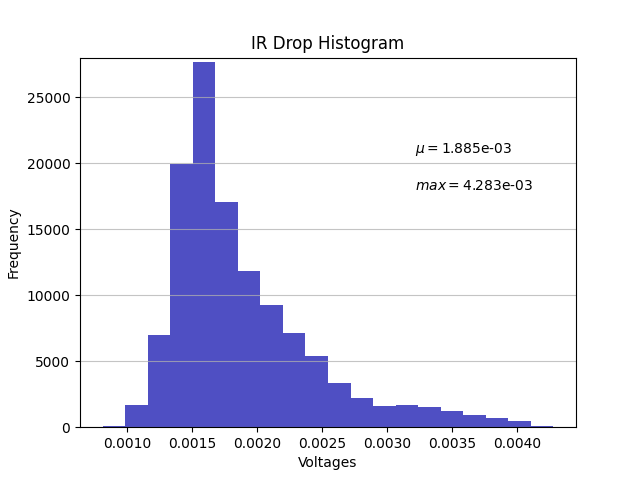 IR Drop Histogram
25000
20000
15000
10000
5000
0
Frequency
μ = 1.885e-03
max = 4.283e-03
0.0010 0.0015 0.0020 0.0025 0.0030 0.0035 0.0040
Voltages